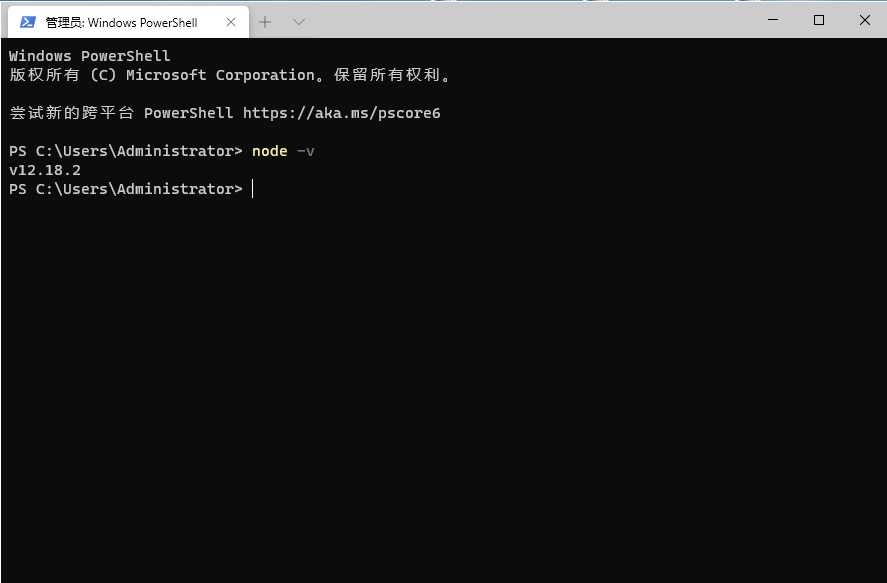 管理员: Windows PowerShell
Windows PowerShell
版权所有 (C) Microsoft Corporation。保留所有权利。
尝试新的跨平台 PowerShell https://aka.ms/pscore6
PS C:\Users\Administrator> node -v
v12.18.2
PS C:\Users\Administrator>